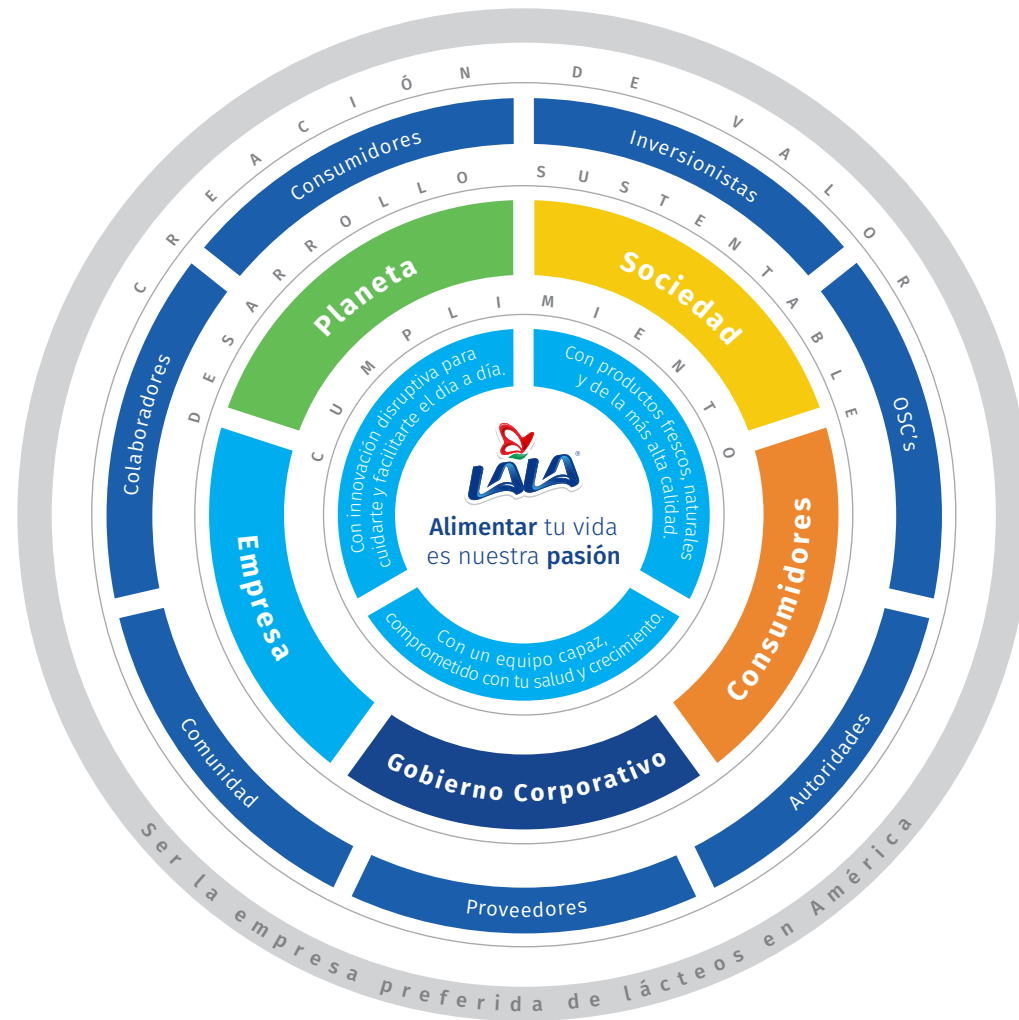 CREACIÓN DE VALOR
Consumidores
Inversionistas
OSC's
Autoridades
Proveedores
Comunidad
Colaboradores
DESARROLLO SUSTENTABLE
Planeta
Sociedad
Consumidores
Gobierno Corporativo
Empresa
CUMPLIMIENTO
Con innovación disruptiva para
cuidarte y facilitarte el día a día.
Con productos frescos, naturales
y de la más alta calidad.
Con un equipo capaz,
comprometido con tu salud y crecimiento.
LALA®
Alimentar tu vida
es nuestra pasión
Ser la empresa preferida de lácteos en América